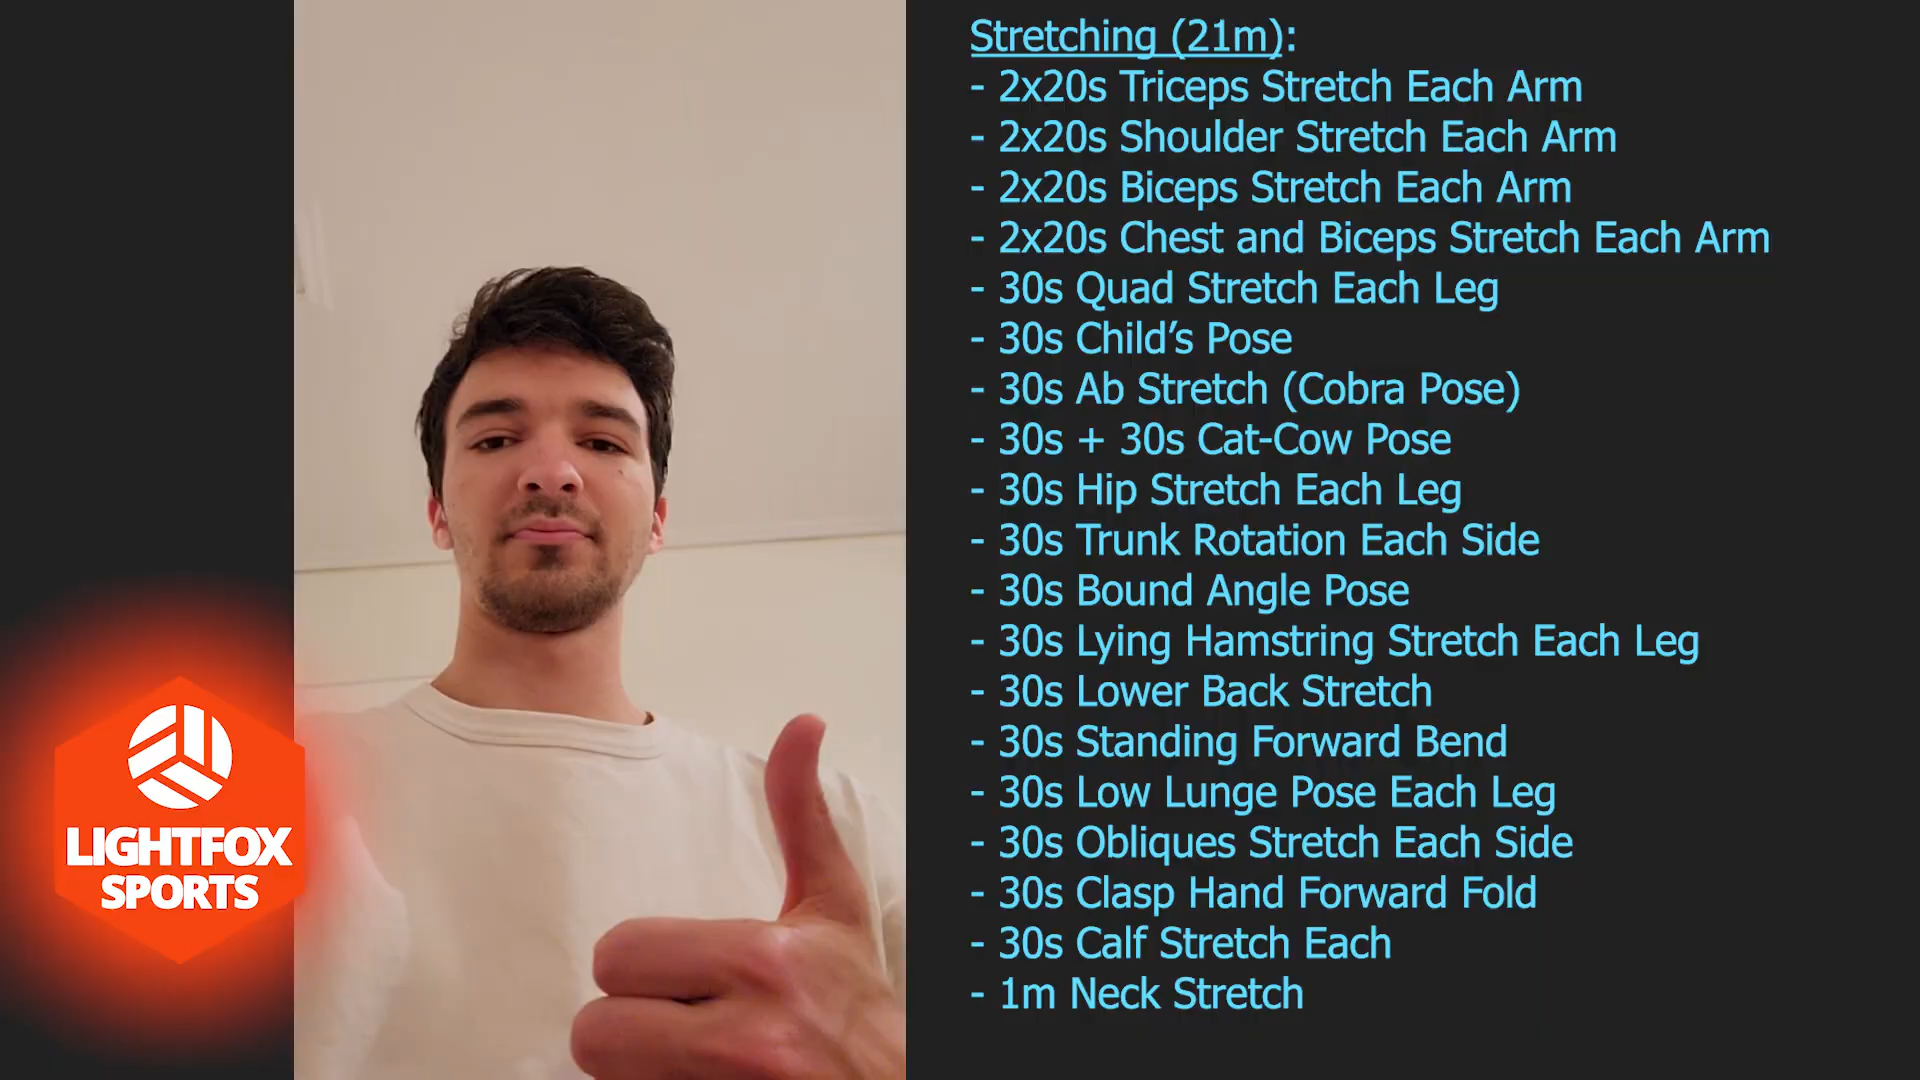 Stretching (21m):
- 2x20s Triceps Stretch Each Arm
- 2x20s Shoulder Stretch Each Arm
- 2x20s Biceps Stretch Each Arm
- 2x20s Chest and Biceps Stretch Each Arm
- 30s Quad Stretch Each Leg
- 30s Child’s Pose
- 30s Ab Stretch (Cobra Pose)
- 30s + 30s Cat-Cow Pose
- 30s Hip Stretch Each Leg
- 30s Trunk Rotation Each Side
- 30s Bound Angle Pose
- 30s Lying Hamstring Stretch Each Leg
- 30s Lower Back Stretch
- 30s Standing Forward Bend
- 30s Low Lunge Pose Each Leg
- 30s Obliques Stretch Each Side
- 30s Clasp Hand Forward Fold
- 30s Calf Stretch Each
- 1m Neck Stretch
LIGHTFOX
SPORTS